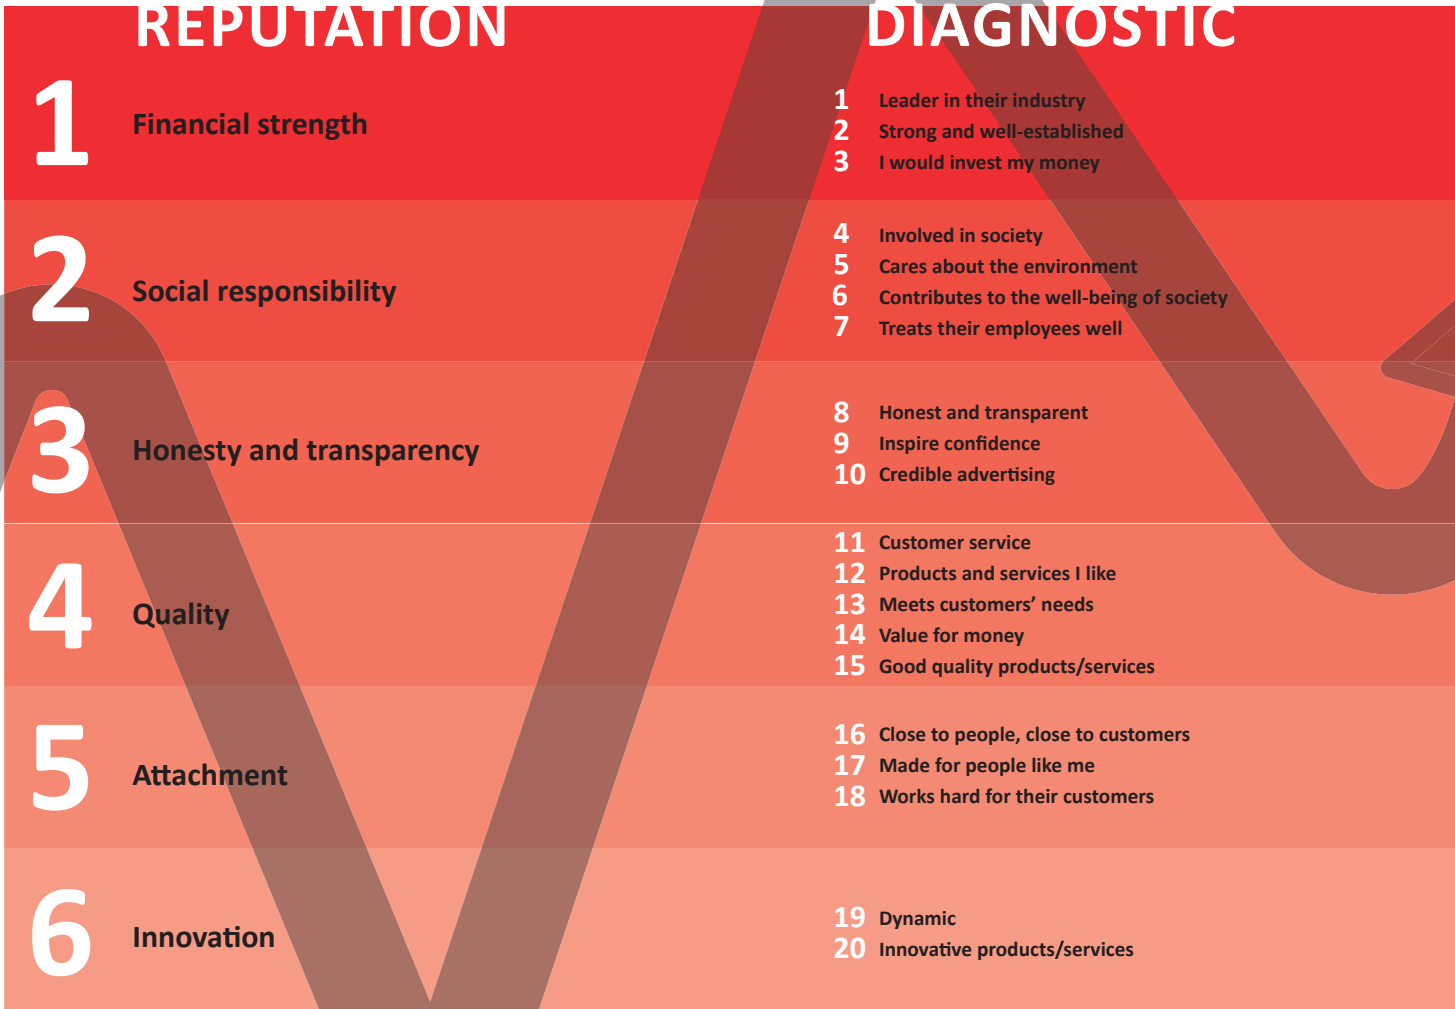 REPUTATION
DIAGNOSTIC
1 Financial strength
1 Leader in their industry
2 Strong and well-established
3 I would invest my money
2 Social responsibility
4 Involved in society
5 Cares about the environment
6 Contributes to the well-being of society
7 Treats their employees well
3 Honesty and transparency
8 Honest and transparent
9 Inspire confidence
10 Credible advertising
4 Quality
11 Customer service
12 Products and services I like
13 Meets customers’ needs
14 Value for money
15 Good quality products/services
5 Attachment
16 Close to people, close to customers
17 Made for people like me
18 Works hard for their customers
6 Innovation
19 Dynamic
20 Innovative products/services